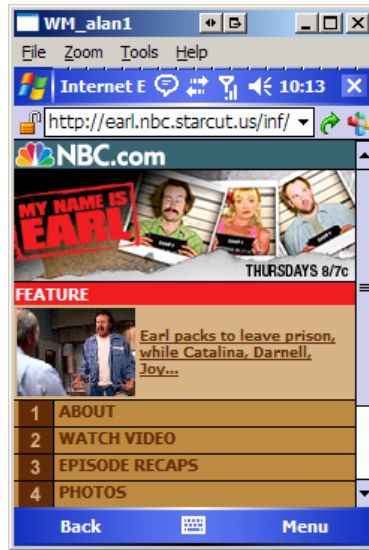 WM_alan1
File Zoom Tools Help
Internet E 10:13
http://earl.nbc.starcut.us/inf/
NBC.com
MY NAME IS
EARL
THURSDAYS 8/7c
FEATURE
Earl packs to leave prison,
while Catalina, Darnell,
Joy...
1 ABOUT
2 WATCH VIDEO
3 EPISODE RECAPS
4 PHOTOS
Back Menu